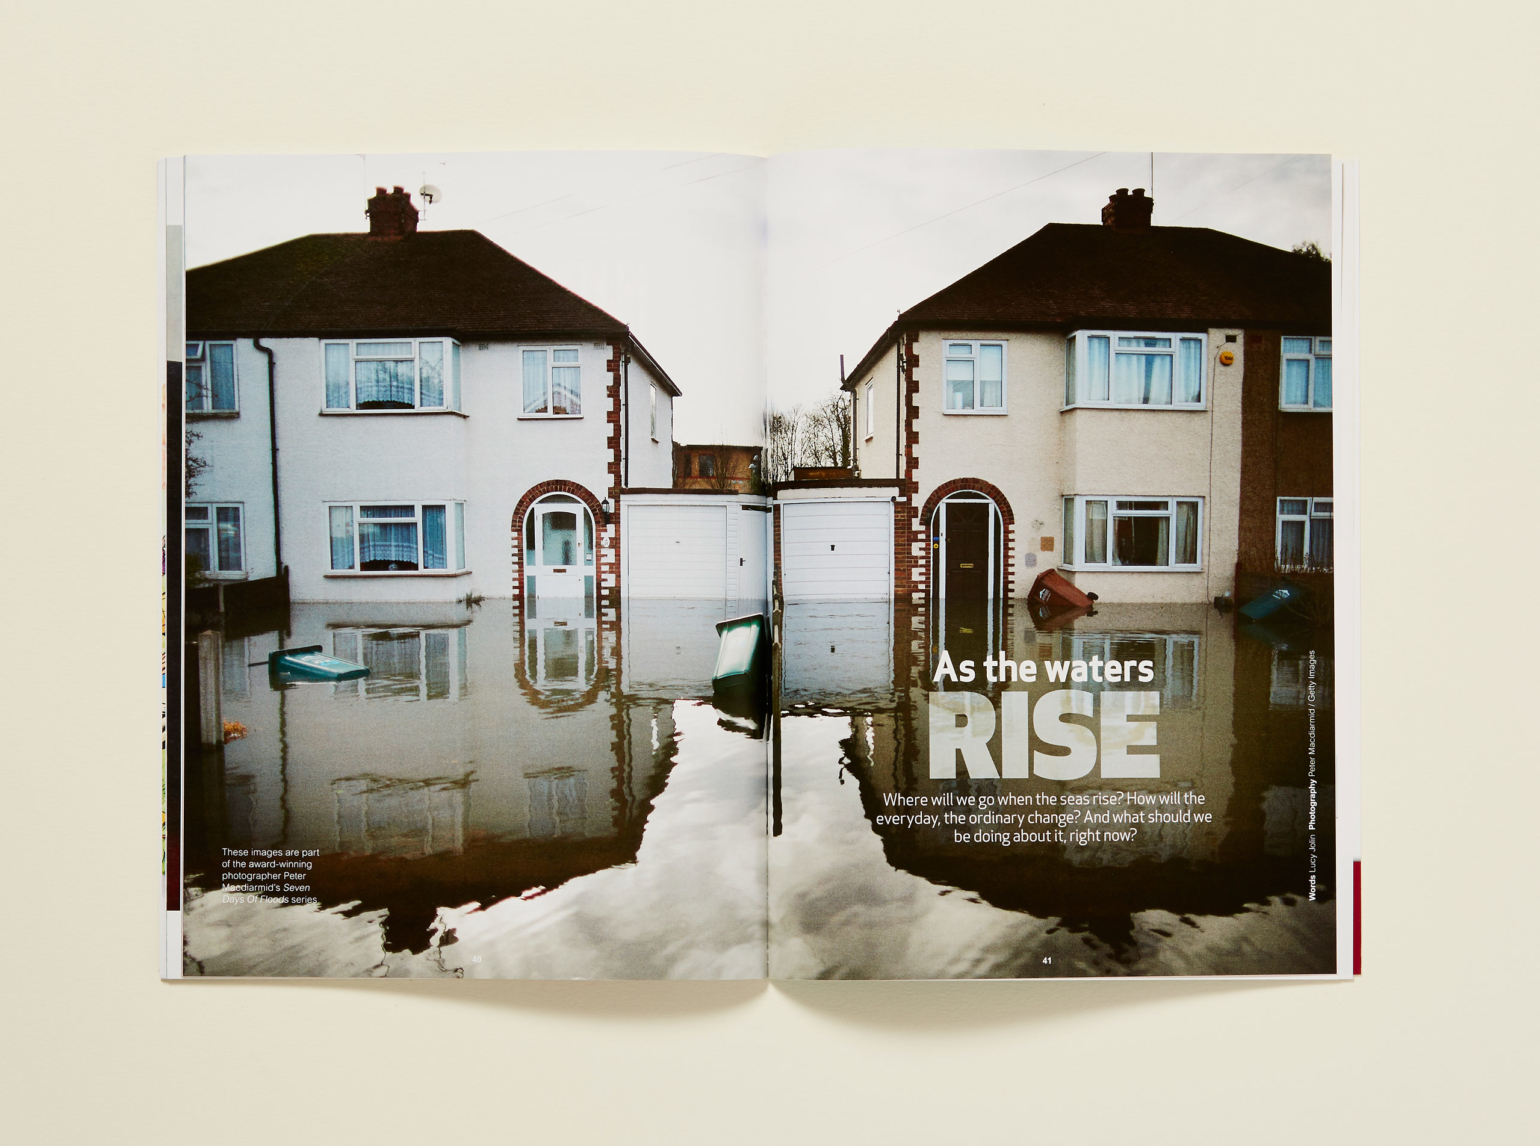 These images are part
of the award-winning
photographer Peter
Macdiarmid's Seven
Days Of Floods series.
40
As the waters
RISE
Where will we go when the seas rise? How will the
everyday, the ordinary change? And what should we
be doing about it, right now?
Words Lucy Jolin Photography Peter Macdiarmid / Getty Images
41